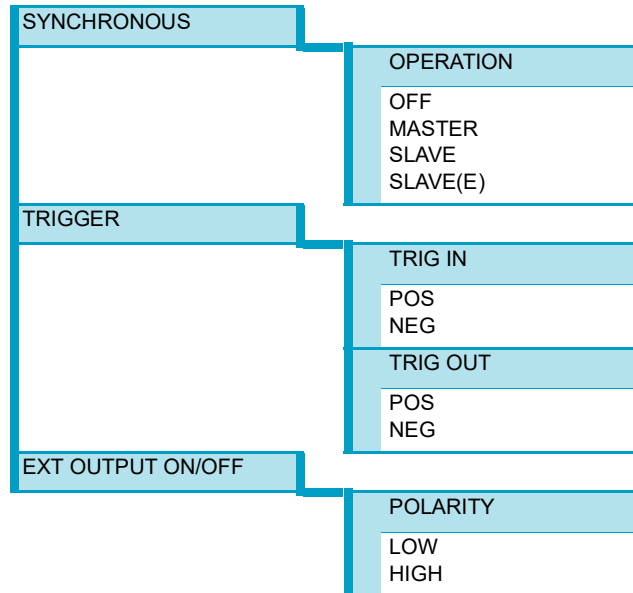 SYNCHRONOUS
OPERATION
OFF
MASTER
SLAVE
SLAVE(E)
TRIGGER
TRIG IN
POS
NEG
TRIG OUT
POS
NEG
EXT OUTPUT ON/OFF
POLARITY
LOW
HIGH